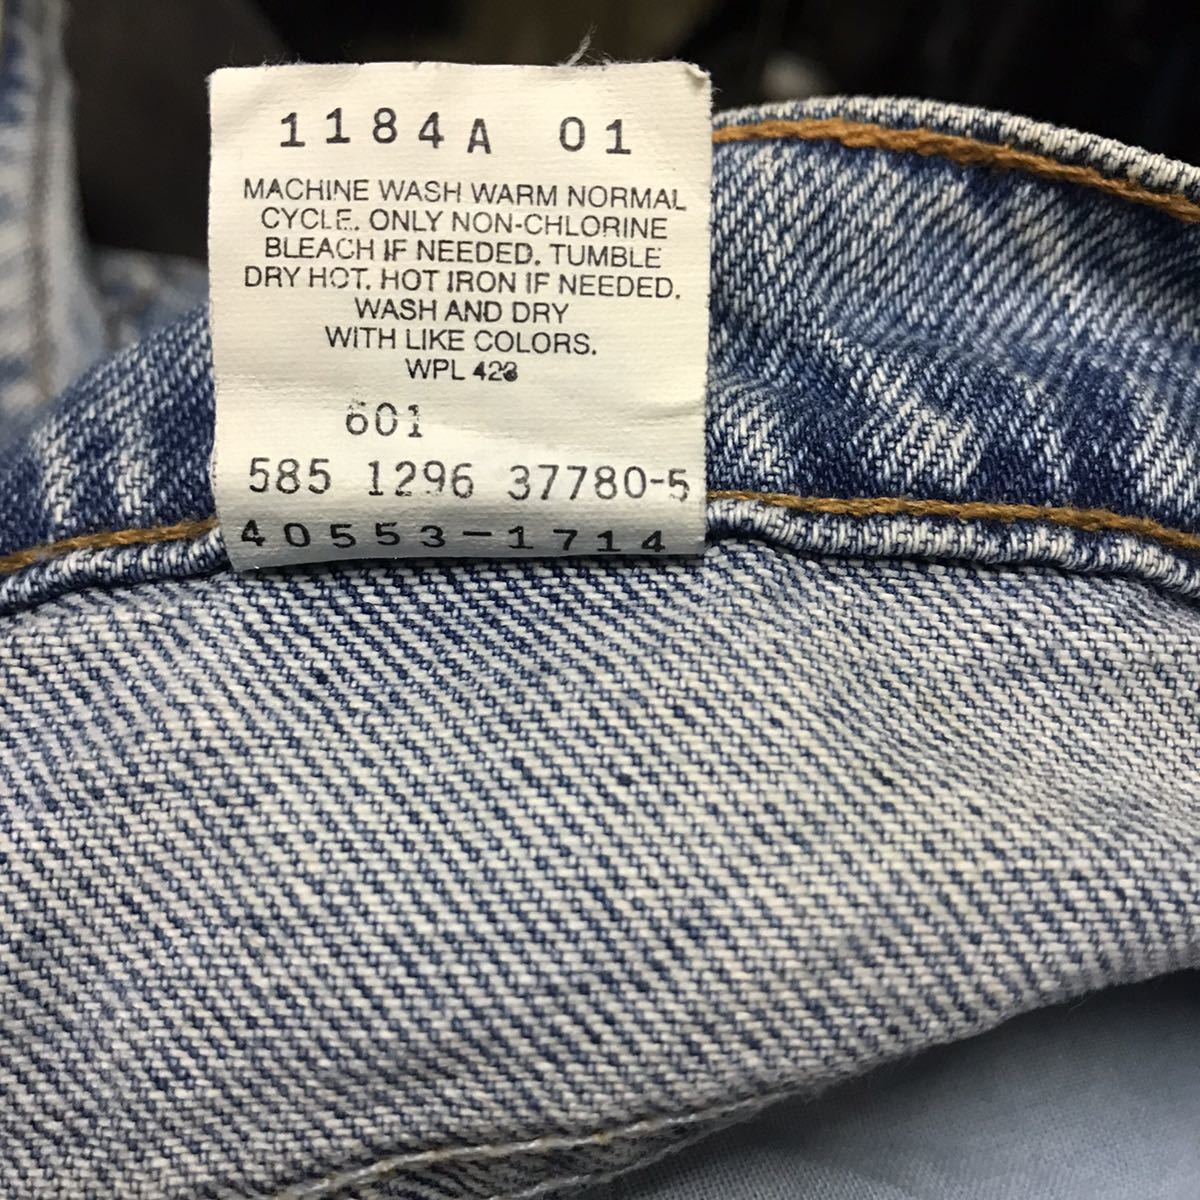 1184A 01
MACHINE WASH WARM NORMAL
CYCLE. ONLY NON-CHLORINE
BLEACH IF NEEDED. TUMBLE
DRY HOT. HOT IRON IF NEEDED.
WASH AND DRY
WITH LIKE COLORS.
WPL 423
601
585 1296 37780-5
40553-1714